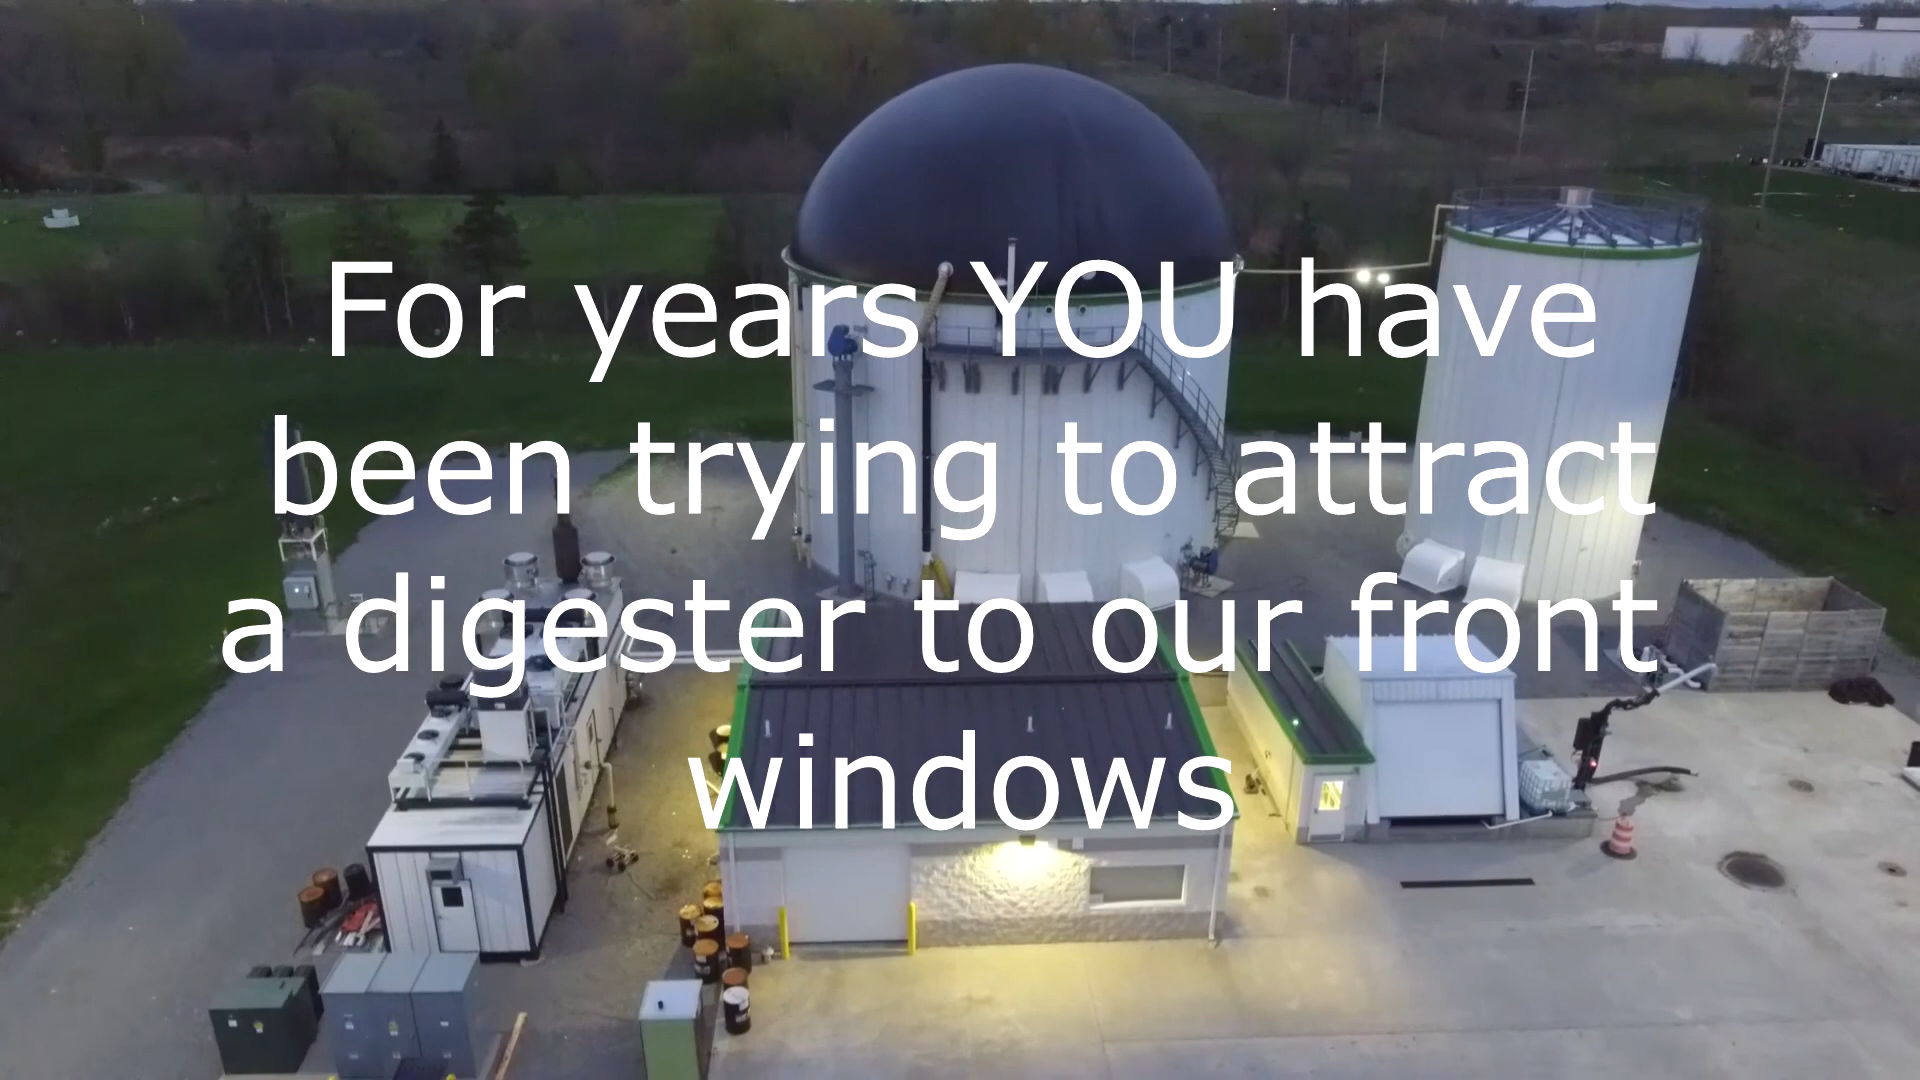 For years YOU have
been trying to attract
a digester to our front
windows